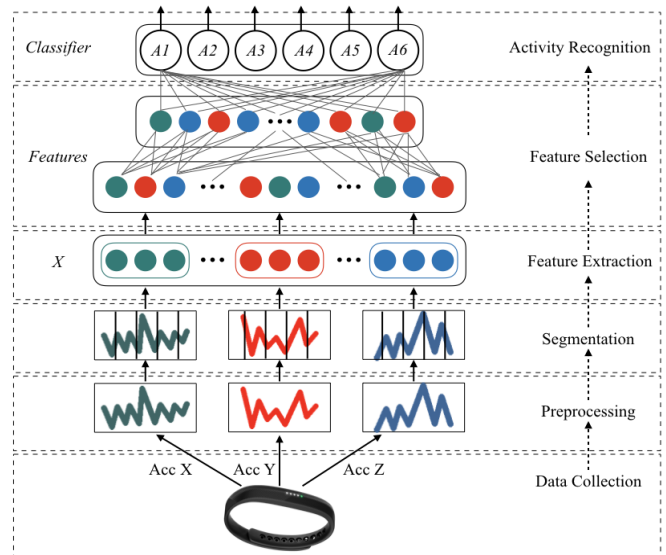 Classifier
A1 A2 A3 A4 A5 A6
Activity Recognition
Features
Feature Selection
X
Feature Extraction
Segmentation
Preprocessing
Acc X Acc Y Acc Z
Data Collection